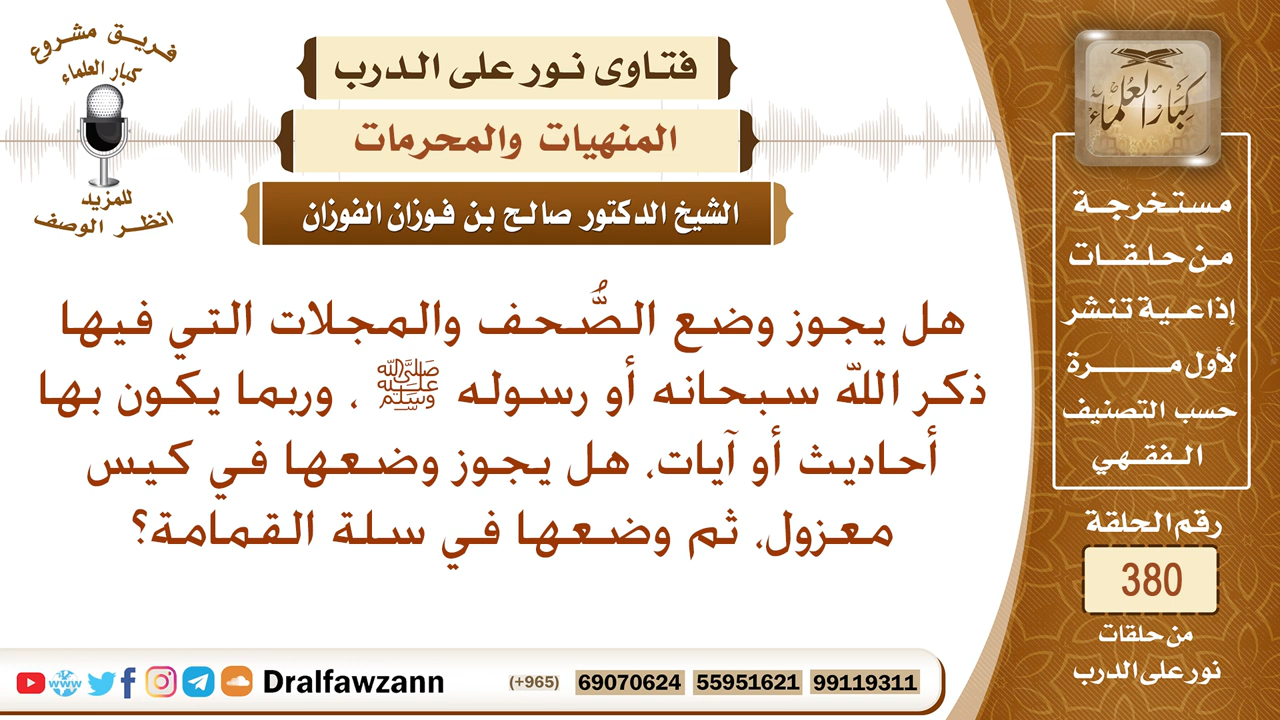 فريق مشروع
كبار العلماء
للمزيد
انظر الوصف
فتاوى نور على الدرب
المنهيات والمحرمات
الشيخ الدكتور صالح بن فوزان الفوزان
هل يجوز وضع الصُّحف والمجلات التي فيها
ذكر الله سبحانه أو رسوله ﷺ ، وربما يكون بها
أحاديث أو آيات، هل يجوز وضعها في كيس
معزول، ثم وضعها في سلة القمامة؟
كبار العلماء
مستخرجة
من حلقات
إذاعية تنشر
لأول مرة
حسب التصنيف
الفقهي
رقم الحلقة
380
من حلقات
نور على الدرب
www
Dralfawzann
(+965) 69070624 55951621 99119311